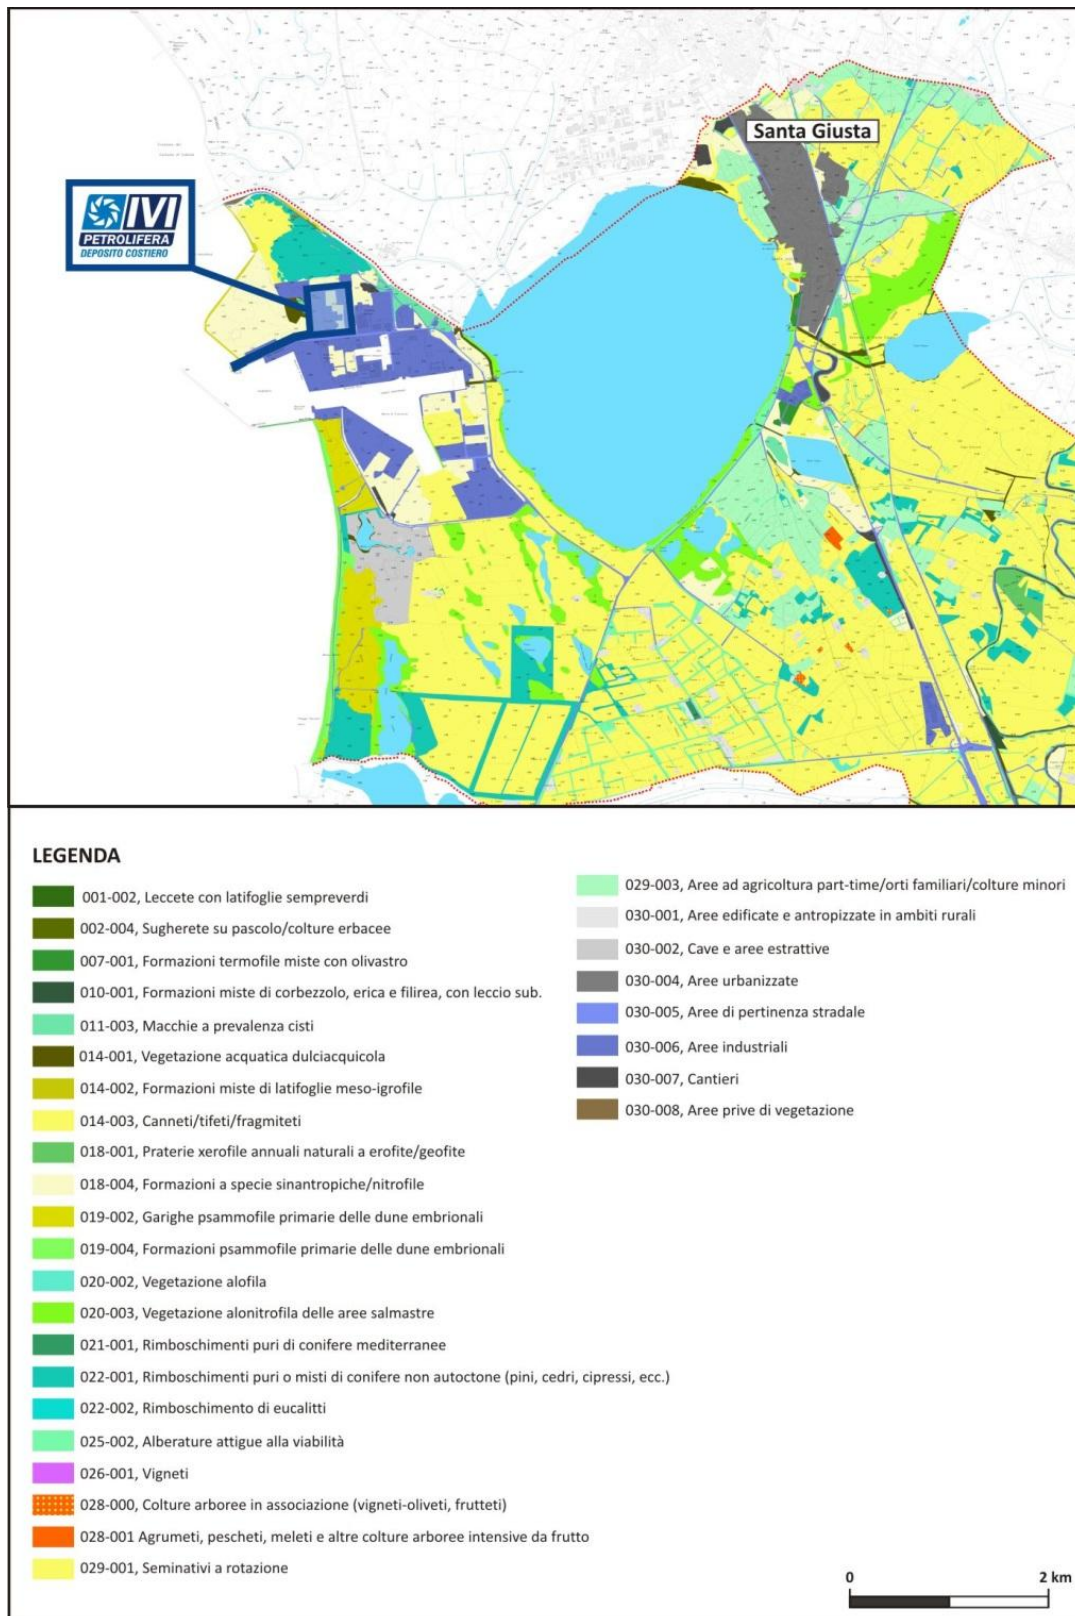 Santa Giusta
IVI
PETROLIFERA
DEPOSITO COSTIERO
LEGENDA
001-002, Leccete con latifoglie sempreverdi
002-004, Sugherete su pascolo/colture erbacee
007-001, Formazioni termofile miste con olivastro
010-001, Formazioni miste di corbezzolo, erica e filirea, con leccio sub.
011-003, Macchie a prevalenza cisti
014-001, Vegetazione acquatica dulciacquicola
014-002, Formazioni miste di latifoglie meso-igrofile
014-003, Canneti/tifeti/fragmiteti
018-001, Praterie xerofile annuali naturali a erofite/geofite
018-004, Formazioni a specie sinantropiche/nitrofile
019-002, Garighe psammofile primarie delle dune embrionali
019-004, Formazioni psammofile primarie delle dune embrionali
020-002, Vegetazione alofila
020-003, Vegetazione alonitrofila delle aree salmastre
021-001, Rimboschimenti puri di conifere mediterranee
022-001, Rimboschimenti puri o misti di conifere non autoctone (pini, cedri, cipressi, ecc.)
022-002, Rimboschimento di eucalitti
025-002, Alberature attigue alla viabilità
026-001, Vigneti
028-000, Colture arboree in associazione (vigneti-oliveti, frutteti)
028-001 Agrumeti, pescheti, meleti e altre colture arboree intensive da frutto
029-001, Seminativi a rotazione
029-003, Aree ad agricoltura part-time/orti familiari/colture minori
030-001, Aree edificate e antropizzate in ambiti rurali
030-002, Cave e aree estrattive
030-004, Aree urbanizzate
030-005, Aree di pertinenza stradale
030-006, Aree industriali
030-007, Cantieri
030-008, Aree prive di vegetazione
0 2 km